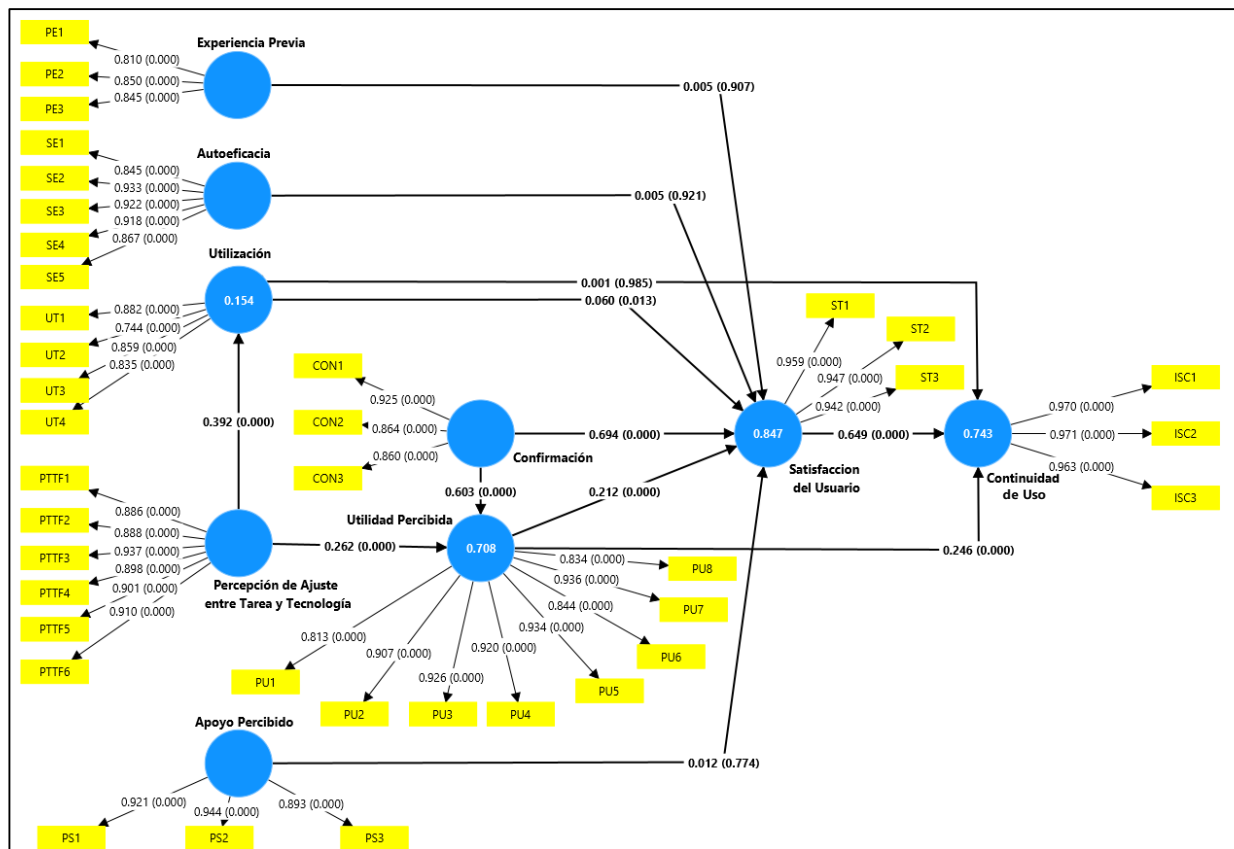 PE1
0.810 (0.000)
PE2
0.850 (0.000)
PE3
0.845 (0.000)
Experiencia Previa
0.005 (0.907)
SE1
0.845 (0.000)
SE2
0.933 (0.000)
SE3
0.922 (0.000)
SE4
0.918 (0.000)
SE5
0.867 (0.000)
Autoeficacia
0.005 (0.921)
Utilización
0.154
0.001 (0.985)
0.060 (0.013)
UT1
0.882 (0.000)
UT2
0.744 (0.000)
UT3
0.859 (0.000)
UT4
0.835 (0.000)
0.392 (0.000)
CON1
0.925 (0.000)
CON2
0.864 (0.000)
CON3
0.860 (0.000)
Confirmación
0.694 (0.000)
0.603 (0.000)
ST1
0.959 (0.000)
ST2
0.947 (0.000)
ST3
0.942 (0.000)
0.847
Satisfaccion
del Usuario
0.649 (0.000)
0.743
Continuidad
de Uso
ISC1
0.970 (0.000)
ISC2
0.971 (0.000)
ISC3
0.963 (0.000)
PTTF1
0.886 (0.000)
PTTF2
0.888 (0.000)
PTTF3
0.937 (0.000)
PTTF4
0.898 (0.000)
PTTF5
0.901 (0.000)
PTTF6
0.910 (0.000)
Percepción de Ajuste
entre Tarea y Tecnología
0.262 (0.000)
Utilidad Percibida
0.708
0.212 (0.000)
0.246 (0.000)
PU1
0.813 (0.000)
PU2
0.907 (0.000)
PU3
0.926 (0.000)
PU4
0.920 (0.000)
PU5
0.934 (0.000)
PU6
0.844 (0.000)
PU7
0.936 (0.000)
PU8
0.834 (0.000)
Apoyo Percibido
0.012 (0.774)
PS1
0.921 (0.000)
PS2
0.944 (0.000)
PS3
0.893 (0.000)